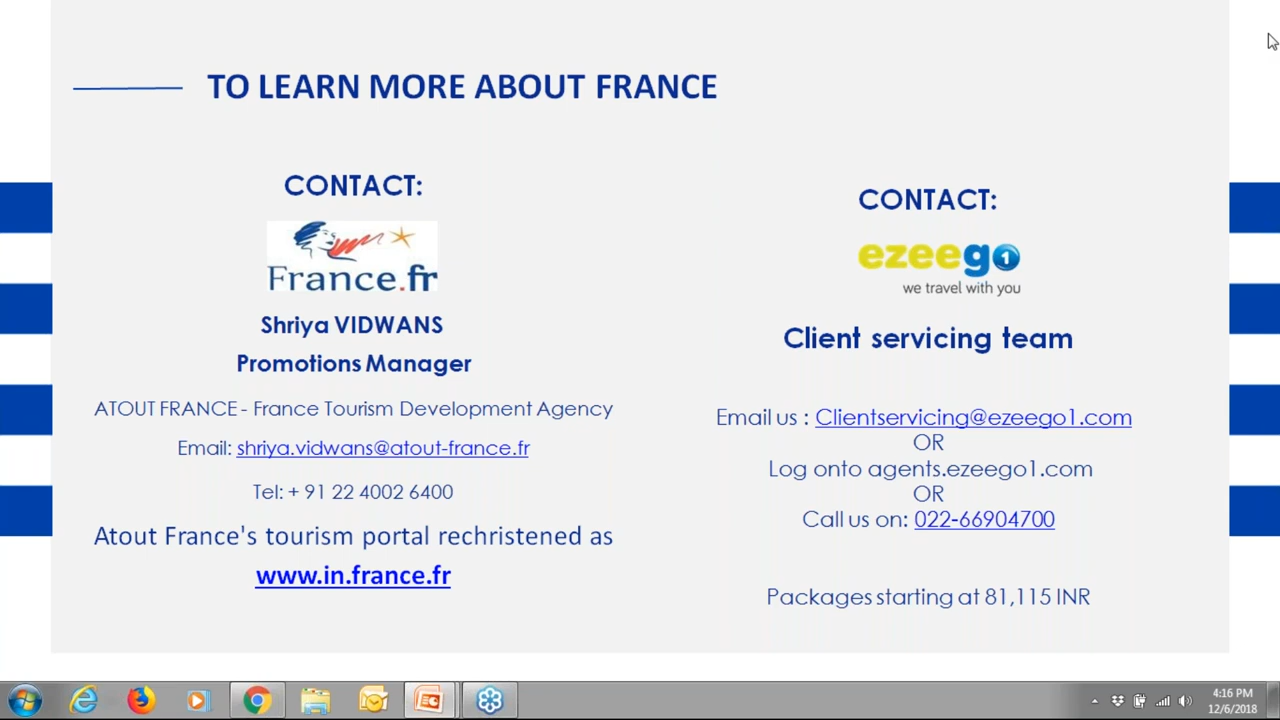 TO LEARN MORE ABOUT FRANCE
CONTACT:
France.fr
Shriya VIDWANS
Promotions Manager
ATOUT FRANCE - France Tourism Development Agency
Email: shriya.vidwans@atout-france.fr
Tel: + 91 22 4002 6400
Atout France's tourism portal rechristened as
www.in.france.fr
CONTACT:
ezeego1
we travel with you
Client servicing team
Email us : Clientservicing@ezeego1.com
OR
Log onto agents.ezeego1.com
OR
Call us on: 022-66904700
Packages starting at 81,115 INR
4:16 PM
12/6/2018